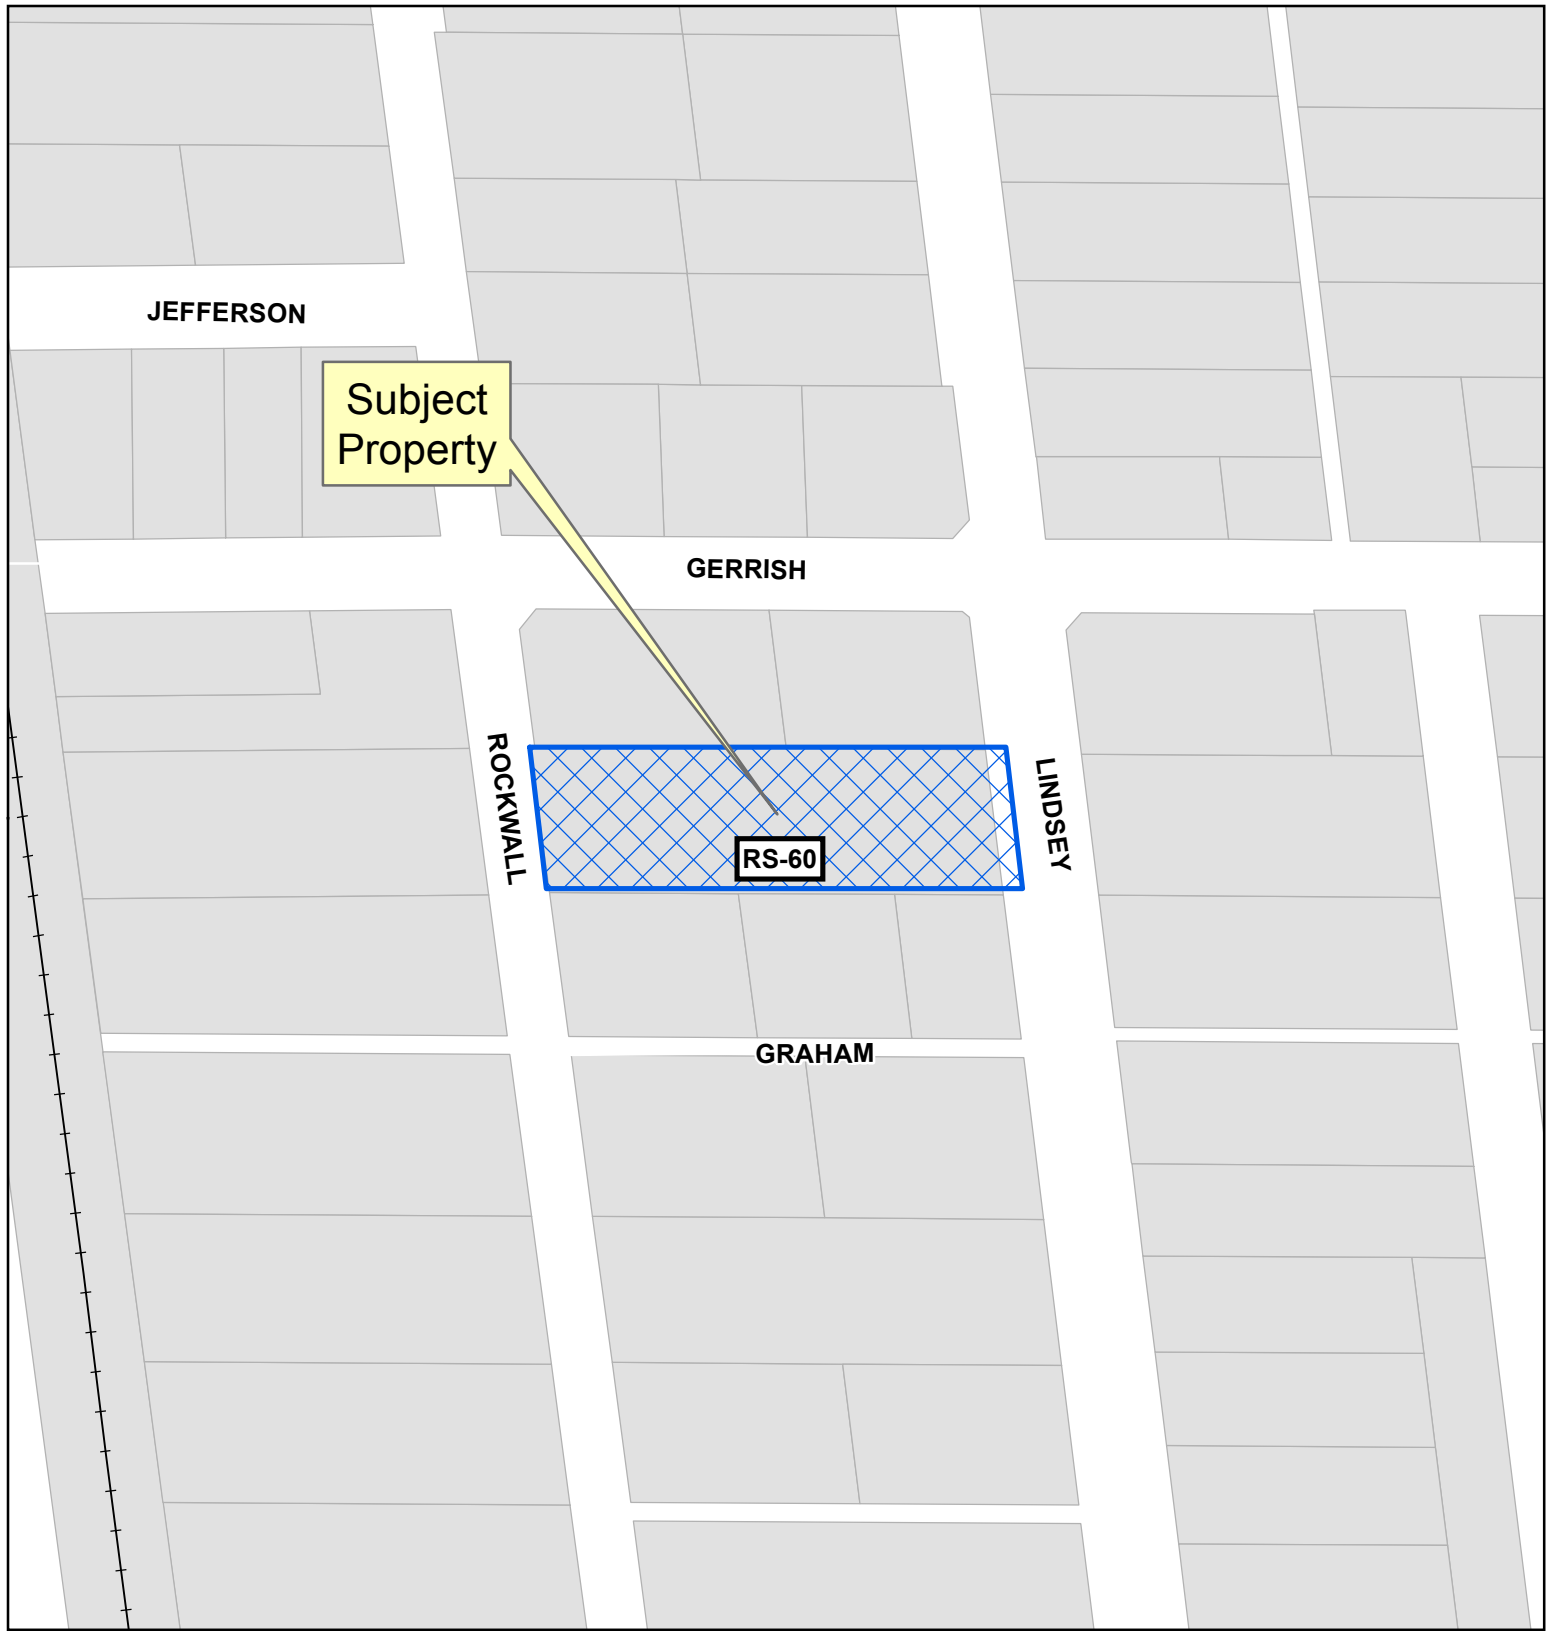 JEFFERSON
Subject
Property
GERRISH
ROCKWALL
LINDSEY
RS-60
GRAHAM